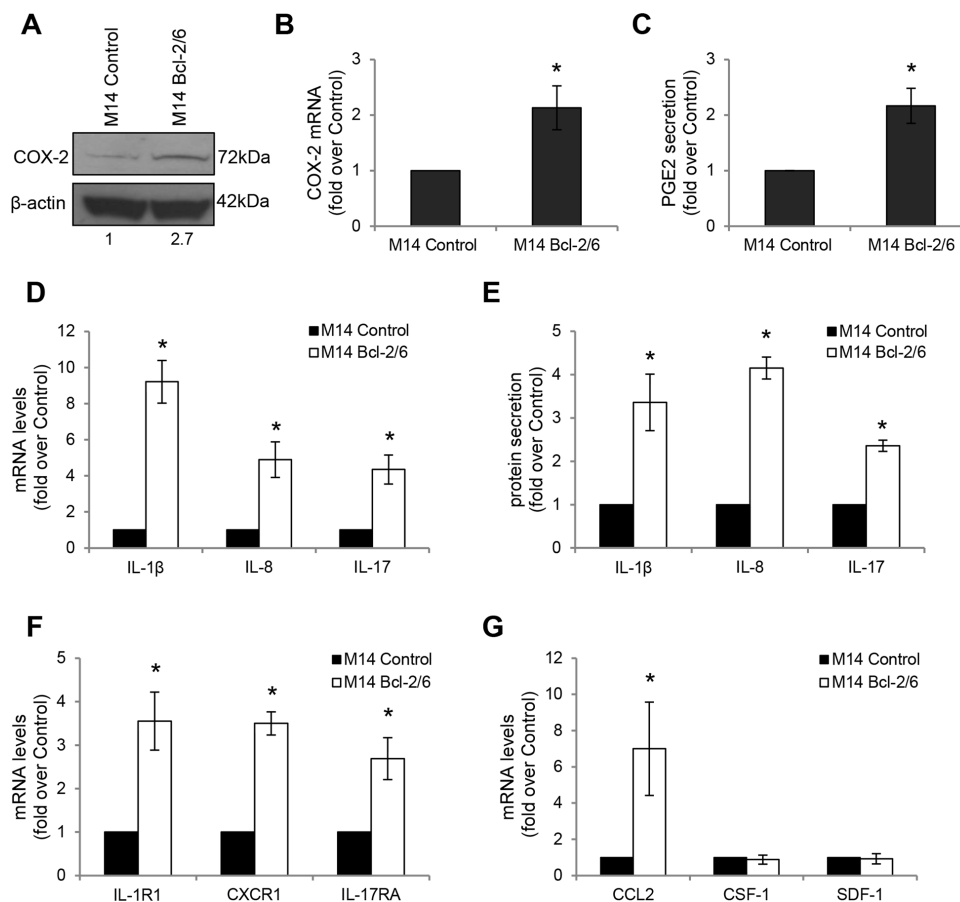 A
M14 Control
M14 Bcl-2/6
COX-2
72kDa
β-actin
42kDa
1 2.7
B
COX-2 mRNA
(fold over Control)
3
2
1
0
*
M14 Control M14 Bcl-2/6
C
PGE2 secretion
(fold over Control)
3
2
1
0
*
M14 Control M14 Bcl-2/6
D
mRNA levels
(fold over Control)
12
10
8
6
4
2
0
M14 Control
M14 Bcl-2/6
* * *
IL-1β IL-8 IL-17
E
protein secretion
(fold over Control)
5
4
3
2
1
0
M14 Control
M14 Bcl-2/6
* * *
IL-1β IL-8 IL-17
F
mRNA levels
(fold over Control)
5
4
3
2
1
0
M14 Control
M14 Bcl-2/6
* * *
IL-1R1 CXCR1 IL-17RA
G
mRNA levels
(fold over Control)
12
10
8
6
4
2
0
M14 Control
M14 Bcl-2/6
*
CCL2 CSF-1 SDF-1